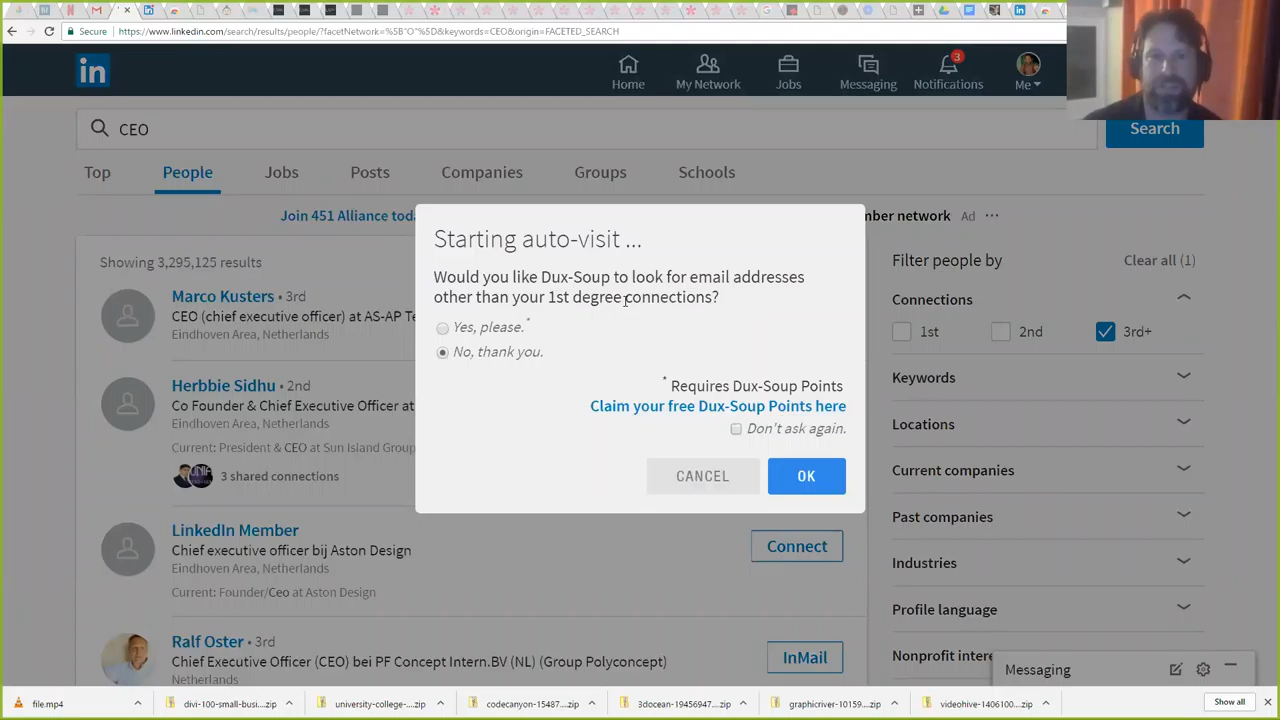 Secure
https://www.linkedin.com/search/results/people/?facetNetwork=%5B"O"%5D&keywords=CEO&origin=FACETED_SEARCH
in
Home
My Network
Jobs
Messaging
3
Notifications
Me
CEO
Search
Top
People
Jobs
Posts
Companies
Groups
Schools
Join 451 Alliance toda
mber network Ad
Showing 3,295,125 results
Marco Kusters • 3rd
CEO (chief executive officer) at AS-AP Te
Eindhoven Area, Netherlands
Herbbie Sidhu • 2nd
Co Founder & Chief Executive Officer at
Eindhoven Area, Netherlands
Current: President & CEO at Sun Island Group
3 shared connections
LinkedIn Member
Chief executive officer bij Aston Design
Eindhoven Area, Netherlands
Current: Founder/Ceo at Aston Design
Connect
Ralf Oster • 3rd
Chief Executive Officer (CEO) bei PF Concept Intern.BV (NL) (Group Polyconcept)
Netherlands
InMail
Starting auto-visit ...
Would you like Dux-Soup to look for email addresses
other than your 1st degree connections?
Yes, please.*
No, thank you.
* Requires Dux-Soup Points
Claim your free Dux-Soup Points here
Don't ask again.
CANCEL
OK
Filter people by
Clear all (1)
Connections
1st
2nd
3rd+
Keywords
Locations
Current companies
Past companies
Industries
Profile language
Nonprofit intere
Messaging
file.mp4
divi-100-small-busi....zip
university-college-....zip
codecanyon-15487....zip
3docean-19456947....zip
graphicriver-10159....zip
videohive-1406100....zip
Show all